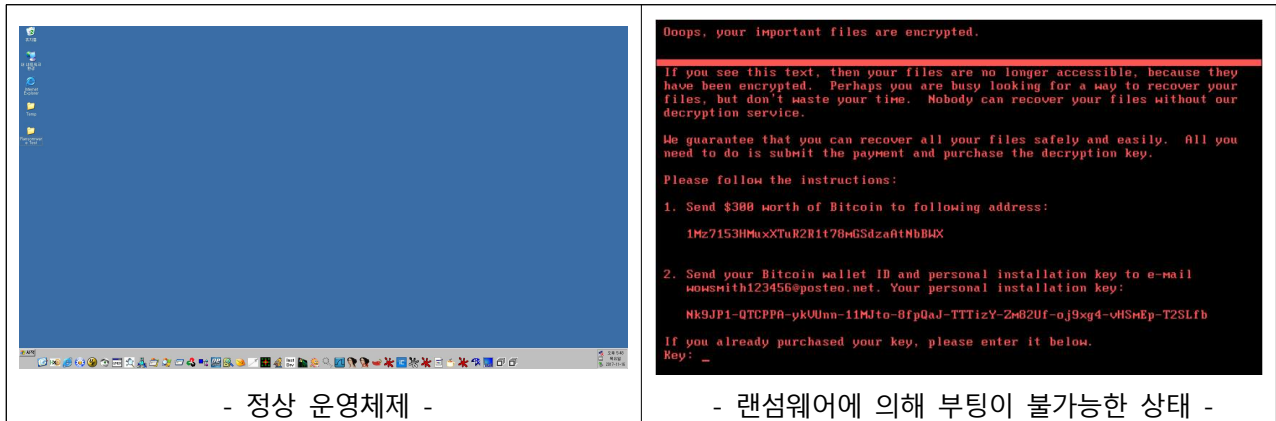 Ooops, your important files are encrypted.
If you see this text, then your files are no longer accessible, because they
have been encrypted.  Perhaps you are busy looking for a way to recover your
files, but don't waste your time.  Nobody can recover your files without our
decryption service.
We guarantee that you can recover all your files safely and easily.  All you
need to do is submit the payment and purchase the decryption key.
Please follow the instructions:
1. Send $300 worth of Bitcoin to following address:
1Mz7153HMuxXTuR2R1t78mGSdzaAtNbBWX
2. Send your Bitcoin wallet ID and personal installation key to e-mail
wowsmith123456@posteo.net. Your personal installation key:
Nk9JP1-QTCPPA-ykVUnn-11MJto-8fpQaJ-TTTizY-Zm82Uf-oj9xg4-vHSmEp-T2SLfb
If you already purchased your key, please enter it below.
Key: _
- 정상 운영체제 -
- 랜섬웨어에 의해 부팅이 불가능한 상태 -